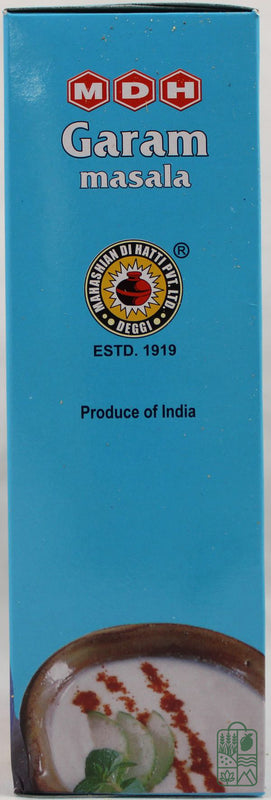 MDH
Garam
masala
MAHASHIAN DI HATTI PVT. LTD.
®
• DEGGI •
ESTD. 1919
Produce of India